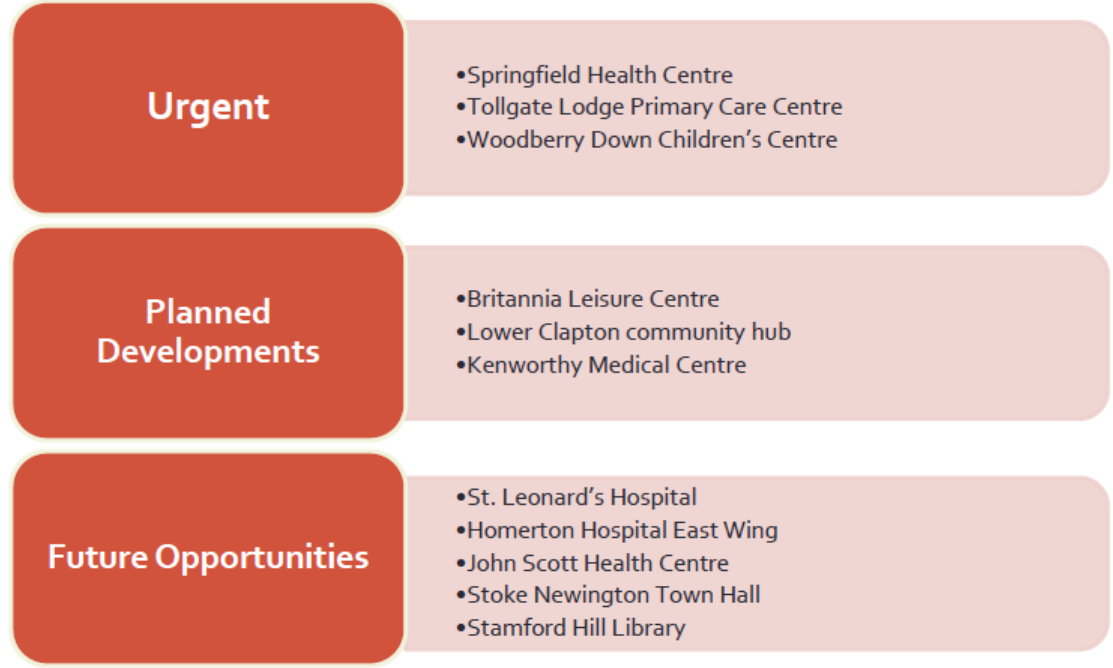 Urgent
•Springfield Health Centre
•Tollgate Lodge Primary Care Centre
•Woodberry Down Children’s Centre
Planned
Developments
•Britannia Leisure Centre
•Lower Clapton community hub
•Kenworthy Medical Centre
Future Opportunities
•St. Leonard’s Hospital
•Homerton Hospital East Wing
•John Scott Health Centre
•Stoke Newington Town Hall
•Stamford Hill Library